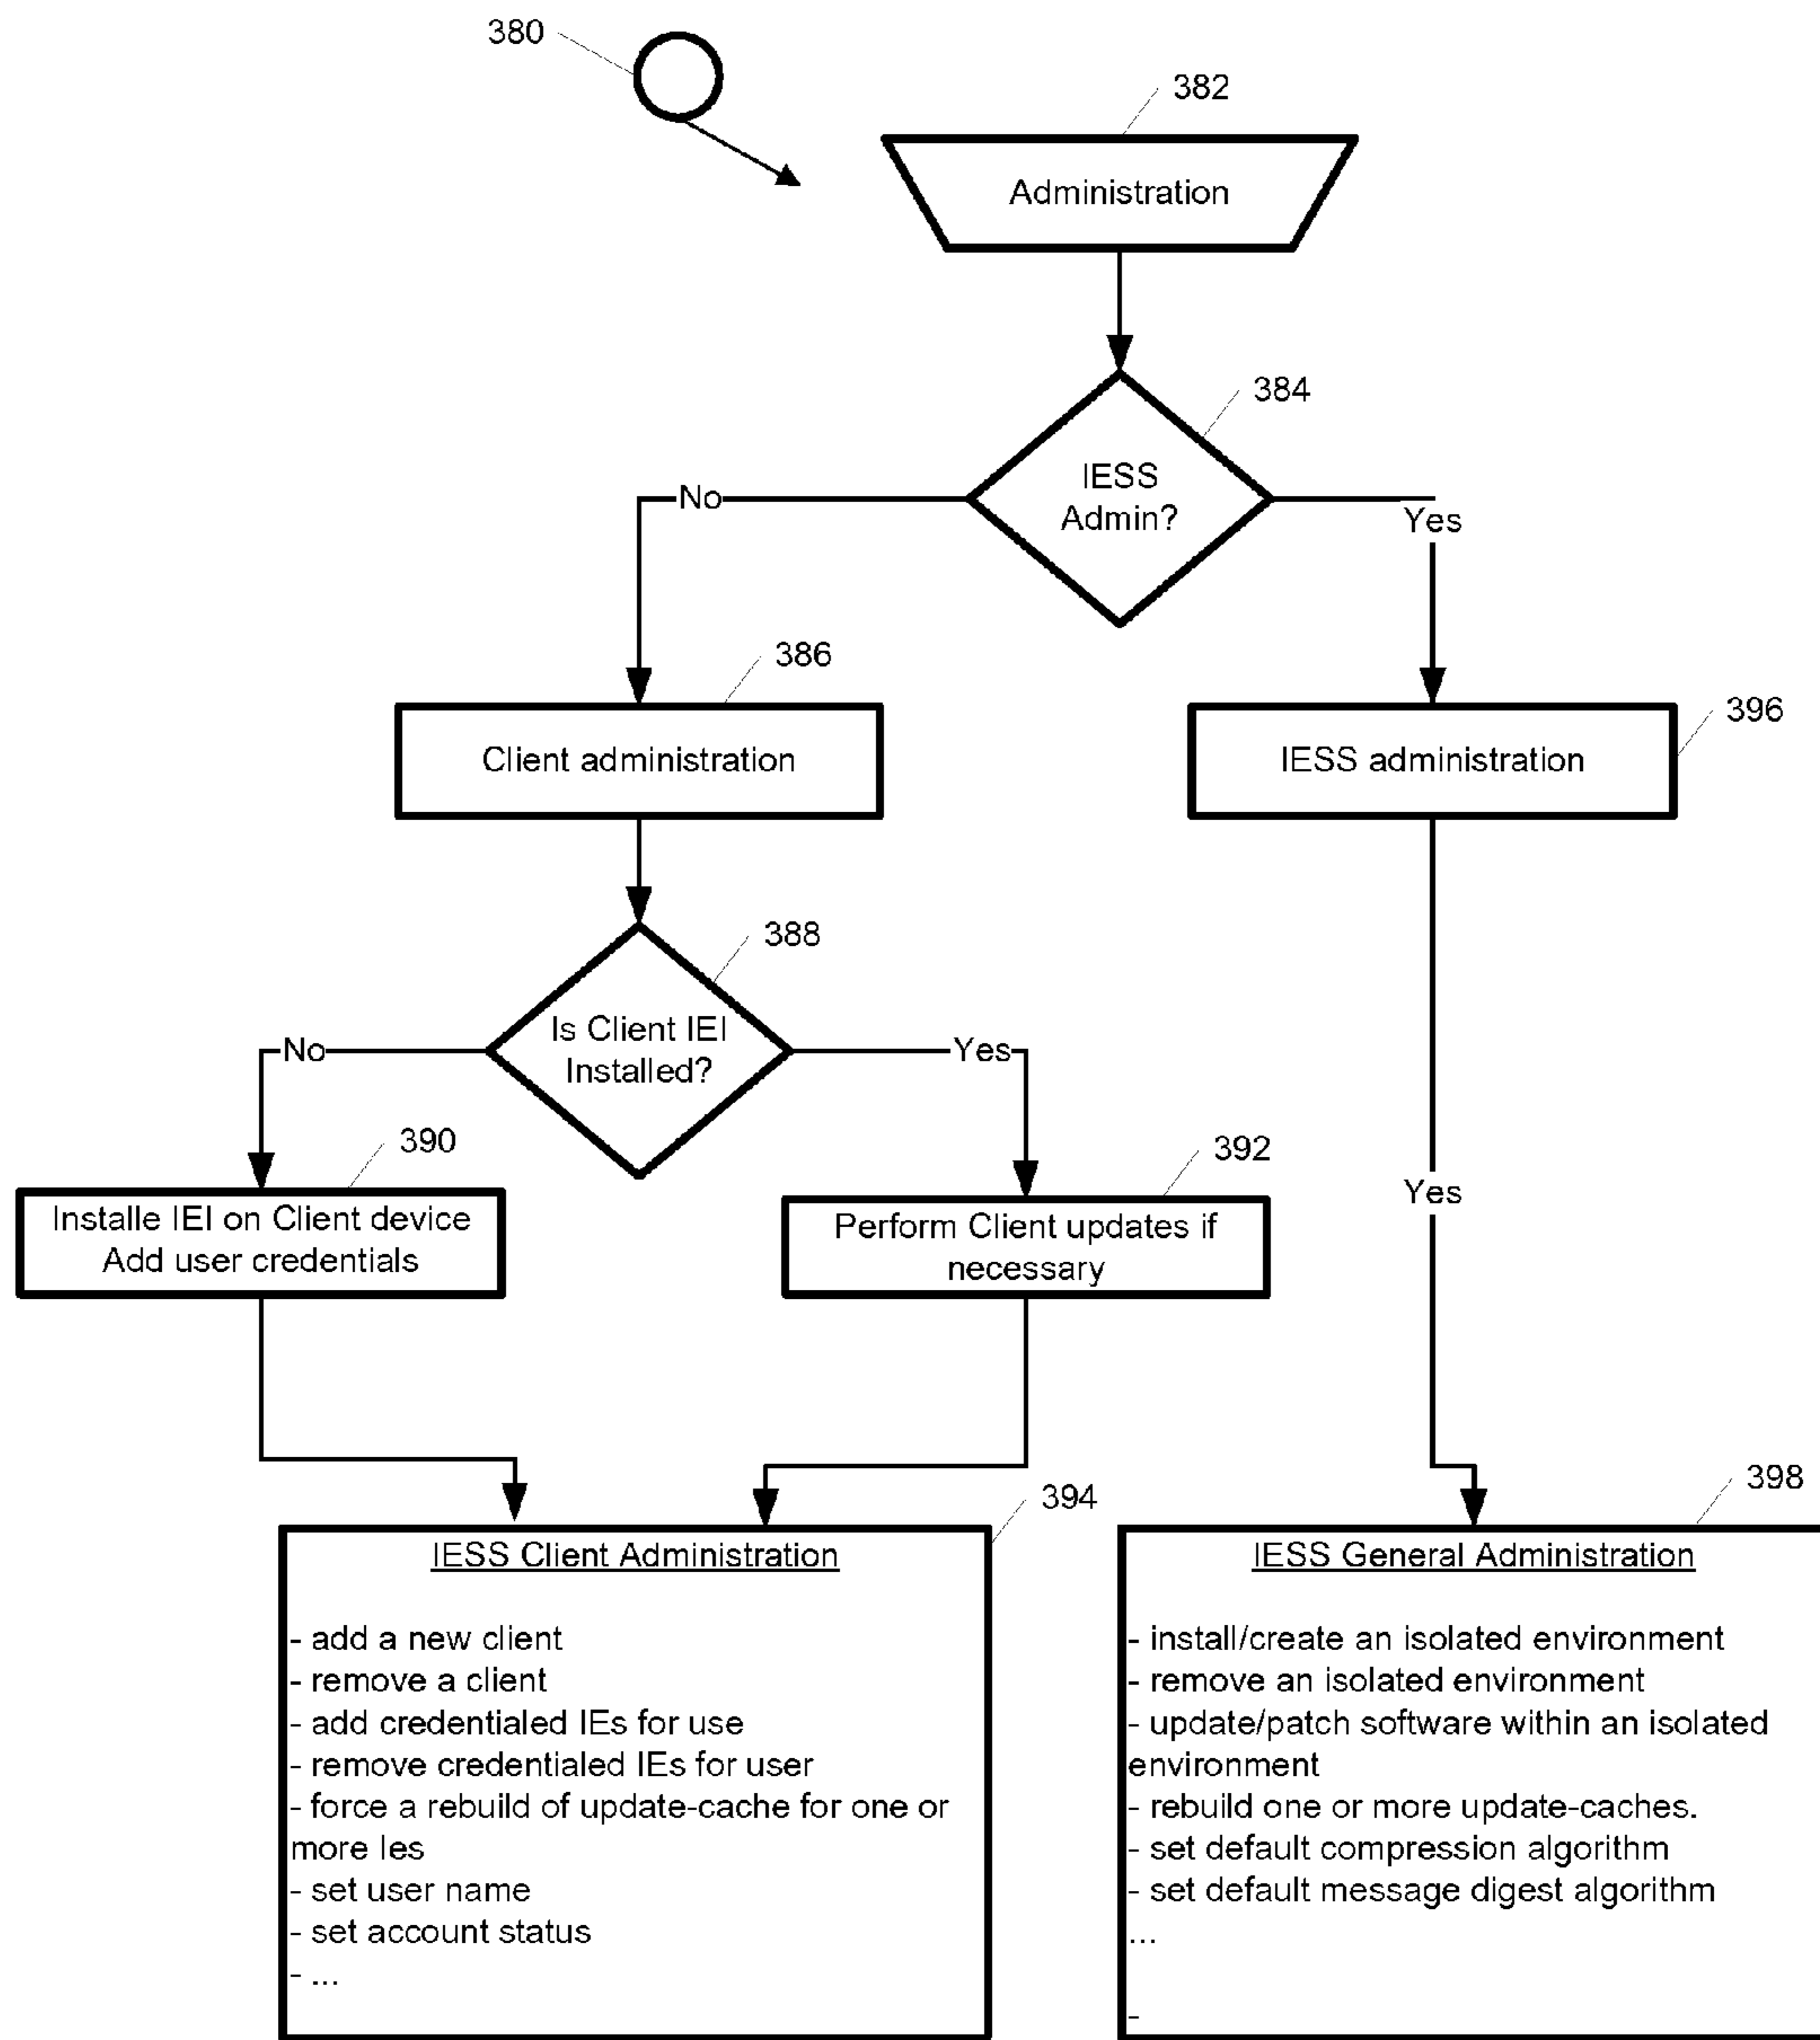 380
382
Administration
384
IESS
Admin?
No
Yes
386
396
Client administration
IESS administration
388
Is Client IEI
Installed?
No
Yes
390
392
Installe IEI on Client device
Add user credentials
Perform Client updates if
necessary
Yes
394
398
IESS Client Administration
- add a new client
- remove a client
- add credentialed IEs for use
- remove credentialed IEs for user
- force a rebuild of update-cache for one or
more Ies
- set user name
- set account status
- ...
IESS General Administration
- install/create an isolated environment
- remove an isolated environment
- update/patch software within an isolated
environment
- rebuild one or more update-caches.
- set default compression algorithm
- set default message digest algorithm
...
-